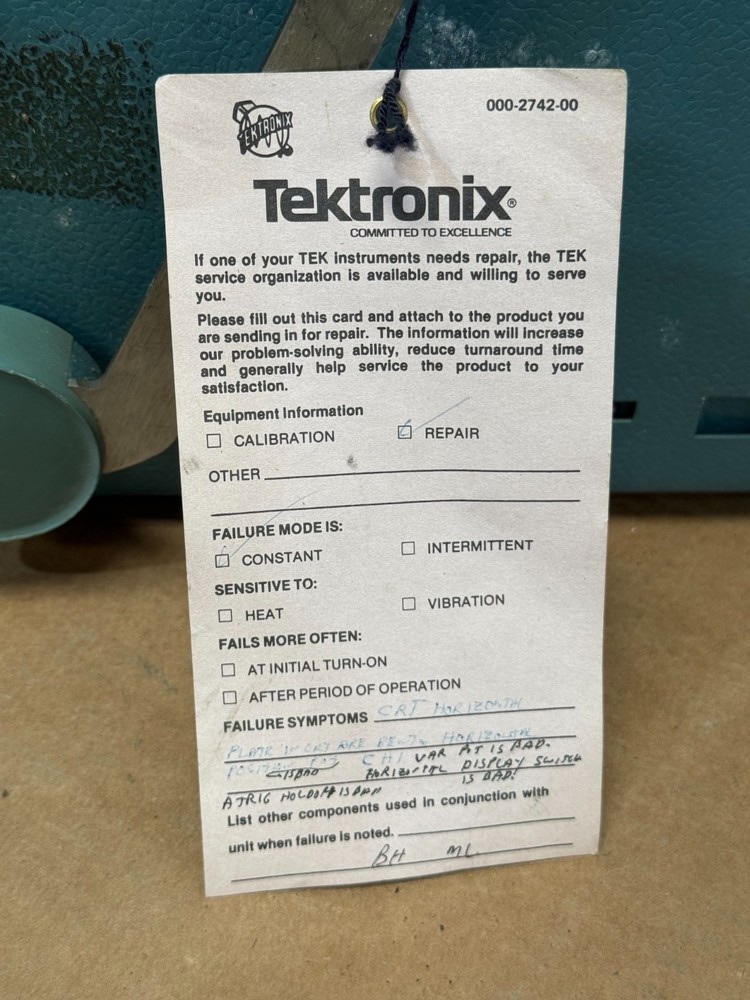 000-2742-00
TEKTRONIX
Tektronix®
COMMITTED TO EXCELLENCE
If one of your TEK instruments needs repair, the TEK
service organization is available and willing to serve
you.
Please fill out this card and attach to the product you
are sending in for repair. The information will increase
our problem-solving ability, reduce turnaround time
and generally help service the product to your
satisfaction.
Equipment Information
☐ CALIBRATION ☑ REPAIR
OTHER
FAILURE MODE IS:
☑ CONSTANT ☐ INTERMITTENT
SENSITIVE TO:
☐ HEAT ☐ VIBRATION
FAILS MORE OFTEN:
☐ AT INITIAL TURN-ON
☐ AFTER PERIOD OF OPERATION
FAILURE SYMPTOMS CRT HORIZONTAL
PLATE IN CRT ARE HORIZONTAL
POSITION POT CH1 VAR POT IS BAD.
IS BAD HORIZONTAL DISPLAY SWITCH
IS BAD!
A TRIG HOLDOFF IS BAD
List other components used in conjunction with
unit when failure is noted.
BH ML